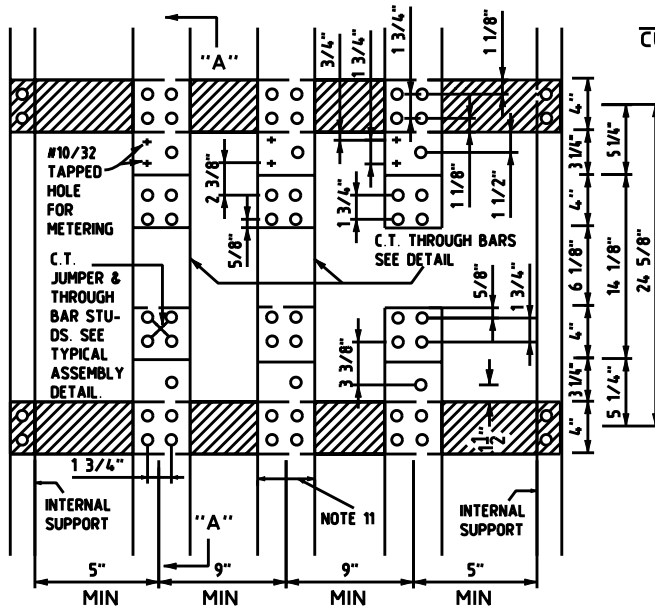 "A"
3/4"
1 3/4"
1 3/4"
1 1/8"
#10/32
TAPPED
HOLE
FOR
METERING
2 3/8"
5/8"
1 3/4"
1 1/8"
1 1/2"
4"
3 1/4"
5 1/4"
4"
6 1/8"
14 1/8"
24 5/8"
C.T. THROUGH BARS
SEE DETAIL
C.T.
JUMPER &
THROUGH
BAR STU-
DS. SEE
TYPICAL
ASSEMBLY
DETAIL.
5/8"
1 3/4"
3 3/8"
4"
3 1/4"
5 1/4"
4"
1 3/4"
INTERNAL
SUPPORT
"A"
NOTE 11
INTERNAL
SUPPORT
5"
MIN
9"
MIN
9"
MIN
5"
MIN